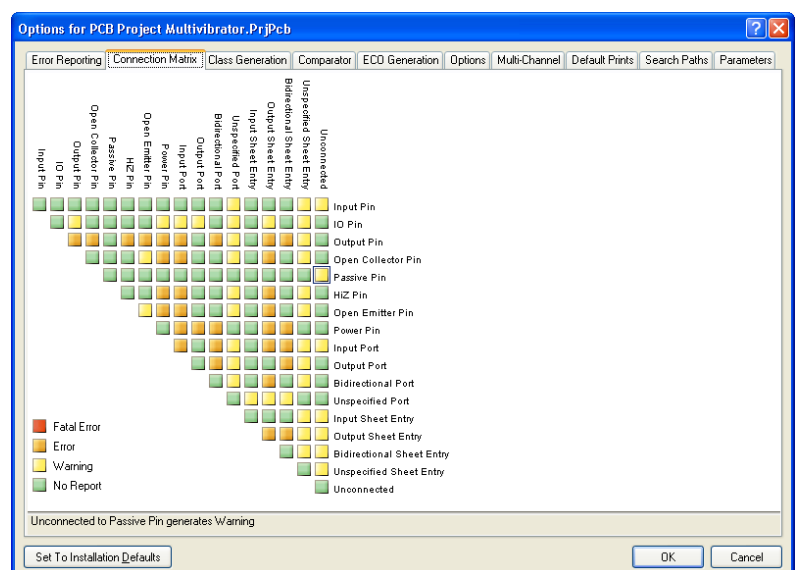 Options for PCB Project Multivibrator.PrjPcb
Error Reporting Connection Matrix Class Generation Comparator ECO Generation Options Multi-Channel Default Prints Search Paths Parameters
Input Pin
IO Pin
Output Pin
Open Collector Pin
Passive Pin
HiZ Pin
Open Emitter Pin
Power Pin
Input Port
Output Port
Bidirectional Port
Unspecified Port
Input Sheet Entry
Output Sheet Entry
Bidirectional Sheet Entry
Unspecified Sheet Entry
Unconnected
Input Pin
IO Pin
Output Pin
Open Collector Pin
Passive Pin
HiZ Pin
Open Emitter Pin
Power Pin
Input Port
Output Port
Bidirectional Port
Unspecified Port
Input Sheet Entry
Output Sheet Entry
Bidirectional Sheet Entry
Unspecified Sheet Entry
Unconnected
Fatal Error
Error
Warning
No Report
Unconnected to Passive Pin generates Warning
Set To Installation Defaults OK Cancel